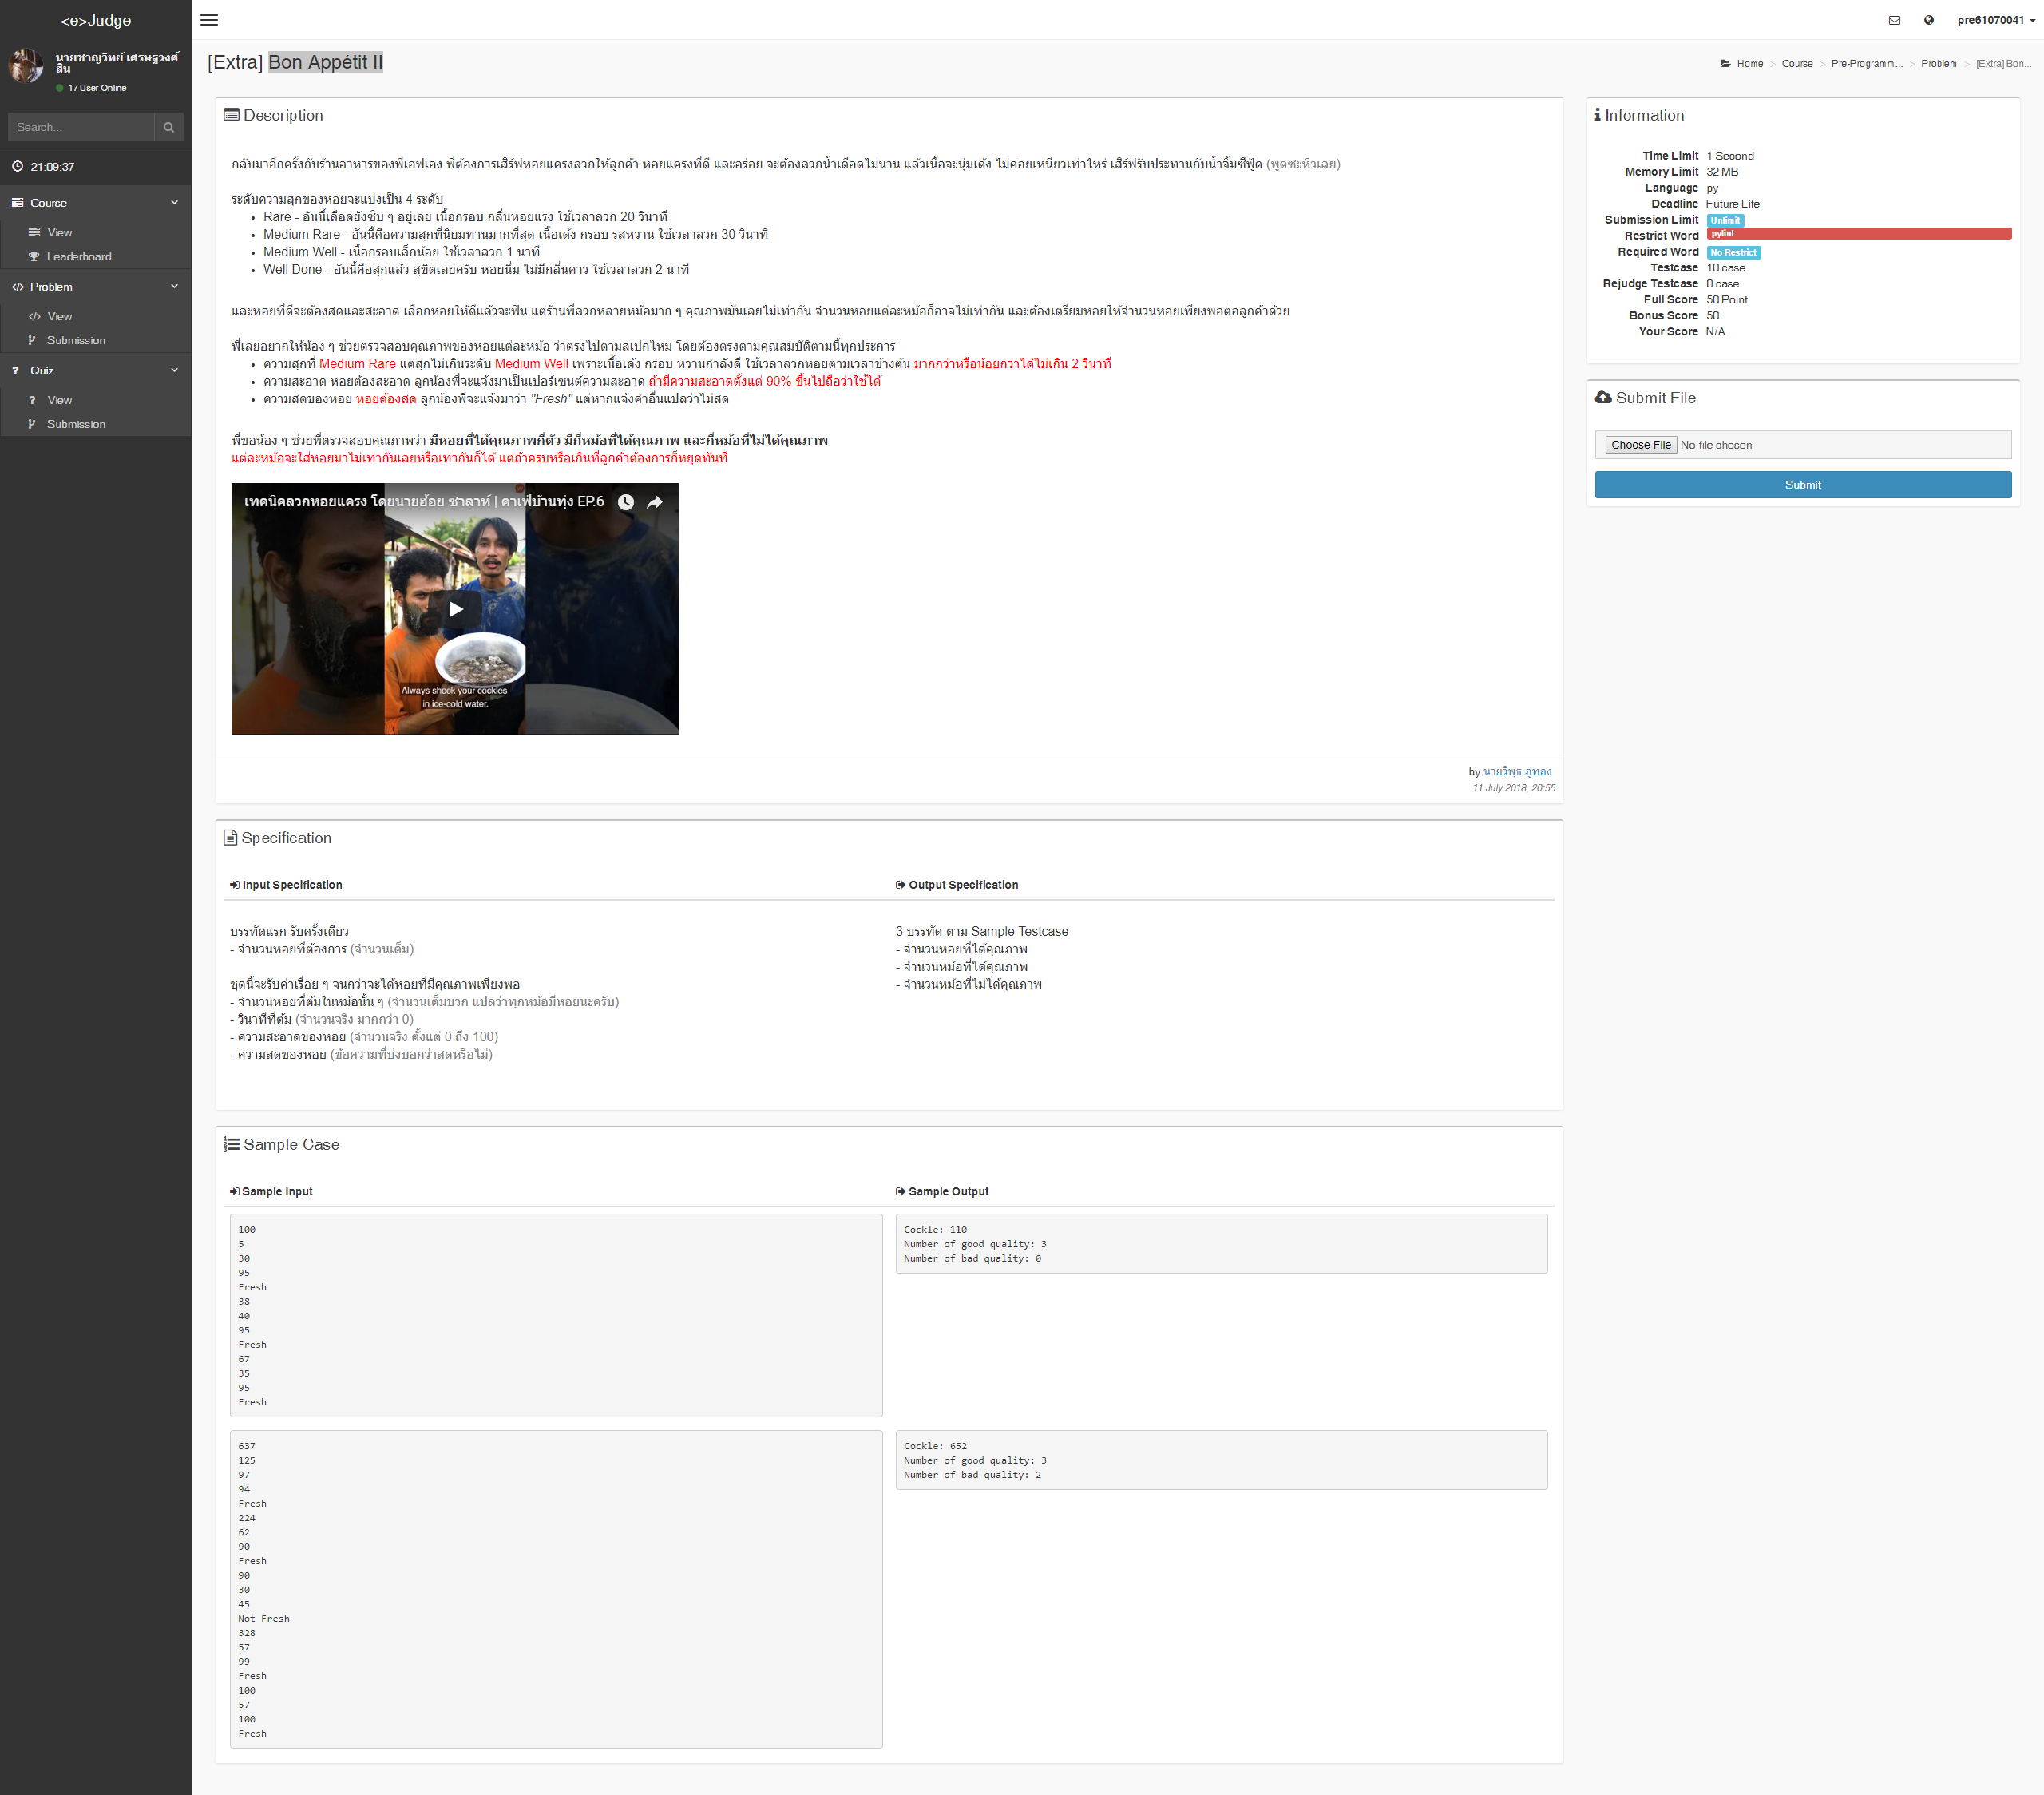 <e>Judge
นายชาญวิทย์ เศรษฐวงศ์
สิน
17 User Online
Search...
21:09:37
Course
View
Leaderboard
Problem
View
Submission
Quiz
View
Submission
pre61070041
[Extra] Bon Appétit II
Home > Course > Pre-Programm... > Problem > [Extra] Bon...
Description
กลับมาอีกครั้งกับร้านอาหารของพี่เอฟเอง พี่ต้องการเสิร์ฟหอยแครงลวกให้ลูกค้า หอยแครงที่ดี และอร่อย จะต้องลวกน้ำเดือดไม่นาน แล้วเนื้อจะนุ่มเด้ง ไม่ค่อยเหนียวเท่าไหร่ เสิร์ฟรับประทานกับน้ำจิ้มซีฟู้ด (พูดซะหิวเลย)
ระดับความสุกของหอยจะแบ่งเป็น 4 ระดับ
• Rare - อันนี้เลือดยังซิบ ๆ อยู่เลย เนื้อกรอบ กลิ่นหอยแรง ใช้เวลาลวก 20 วินาที
• Medium Rare - อันนี้คือความสุกที่นิยมทานมากที่สุด เนื้อเด้ง กรอบ รสหวาน ใช้เวลาลวก 30 วินาที
• Medium Well - เนื้อกรอบเล็กน้อย ใช้เวลาลวก 1 นาที
• Well Done - อันนี้คือสุกแล้ว สุขิตเลยครับ หอยนิ่ม ไม่มีกลิ่นคาว ใช้เวลาลวก 2 นาที
และหอยที่ดีจะต้องสดและสะอาด เลือกหอยให้ดีแล้วจะฟิน แต่ร้านพี่ลวกหลายหม้อมาก ๆ คุณภาพมันเลยไม่เท่ากัน จำนวนหอยแต่ละหม้อก็อาจไม่เท่ากัน และต้องเตรียมหอยให้จำนวนหอยเพียงพอต่อลูกค้าด้วย
พี่เลยอยากให้น้อง ๆ ช่วยตรวจสอบคุณภาพของหอยแต่ละหม้อ ว่าตรงไปตามสเปกไหม โดยต้องตรงตามคุณสมบัติตามนี้ทุกประการ
• ความสุกที่ Medium Rare แต่สุกไม่เกินระดับ Medium Well เพราะเนื้อเด้ง กรอบ หวานกำลังดี ใช้เวลาลวกหอยตามเวลาข้างต้น มากกว่าหรือน้อยกว่าได้ไม่เกิน 2 วินาที
• ความสะอาด หอยต้องสะอาด ลูกน้องพี่จะแจ้งมาเป็นเปอร์เซนต์ความสะอาด ถ้ามีความสะอาดตั้งแต่ 90% ขึ้นไปถือว่าใช้ได้
• ความสดของหอย หอยต้องสด ลูกน้องพี่จะแจ้งมาว่า "Fresh" แต่หากแจ้งคำอื่นแปลว่าไม่สด
พี่ขอน้อง ๆ ช่วยพี่ตรวจสอบคุณภาพว่า มีหอยที่ได้คุณภาพกี่ตัว มีกี่หม้อที่ได้คุณภาพ และกี่หม้อที่ไม่ได้คุณภาพ
แต่ละหม้อจะใส่หอยมาไม่เท่ากันเลยหรือเท่ากันก็ได้ แต่ถ้าครบหรือเกินที่ลูกค้าต้องการก็หยุดทันที
เทคนิคลวกหอยแครง โดยนายฮ้อย ซาลาห์ | คาเฟ่บ้านทุ่ง EP.6
Always shock your cockles
in ice-cold water.
by นายวิพุธ ภู่ทอง
11 July 2018, 20:55
Specification
Input Specification
บรรทัดแรก รับครั้งเดียว
- จำนวนหอยที่ต้องการ (จำนวนเต็ม)
ชุดนี้จะรับค่าเรื่อย ๆ จนกว่าจะได้หอยที่มีคุณภาพเพียงพอ
- จำนวนหอยที่ต้มในหม้อนั้น ๆ (จำนวนเต็มบวก แปลว่าทุกหม้อมีหอยนะครับ)
- วินาทีที่ต้ม (จำนวนจริง มากกว่า 0)
- ความสะอาดของหอย (จำนวนจริง ตั้งแต่ 0 ถึง 100)
- ความสดของหอย (ข้อความที่บ่งบอกว่าสดหรือไม่)
Output Specification
3 บรรทัด ตาม Sample Testcase
- จำนวนหอยที่ได้คุณภาพ
- จำนวนหม้อที่ได้คุณภาพ
- จำนวนหม้อที่ไม่ได้คุณภาพ
Sample Case
Sample Input
Sample Output
100
5
30
95
Fresh
38
40
95
Fresh
67
35
95
Fresh
Cockle: 110
Number of good quality: 3
Number of bad quality: 0
637
125
97
94
Fresh
224
62
90
Fresh
90
30
45
Not Fresh
328
57
99
Fresh
100
57
100
Fresh
Cockle: 652
Number of good quality: 3
Number of bad quality: 2
Information
Time Limit 1 Second
Memory Limit 32 MB
Language py
Deadline Future Life
Submission Limit Unlimit
Restrict Word pylint
Required Word No Restrict
Testcase 10 case
Rejudge Testcase 0 case
Full Score 50 Point
Bonus Score 50
Your Score N/A
Submit File
Choose File No file chosen
Submit